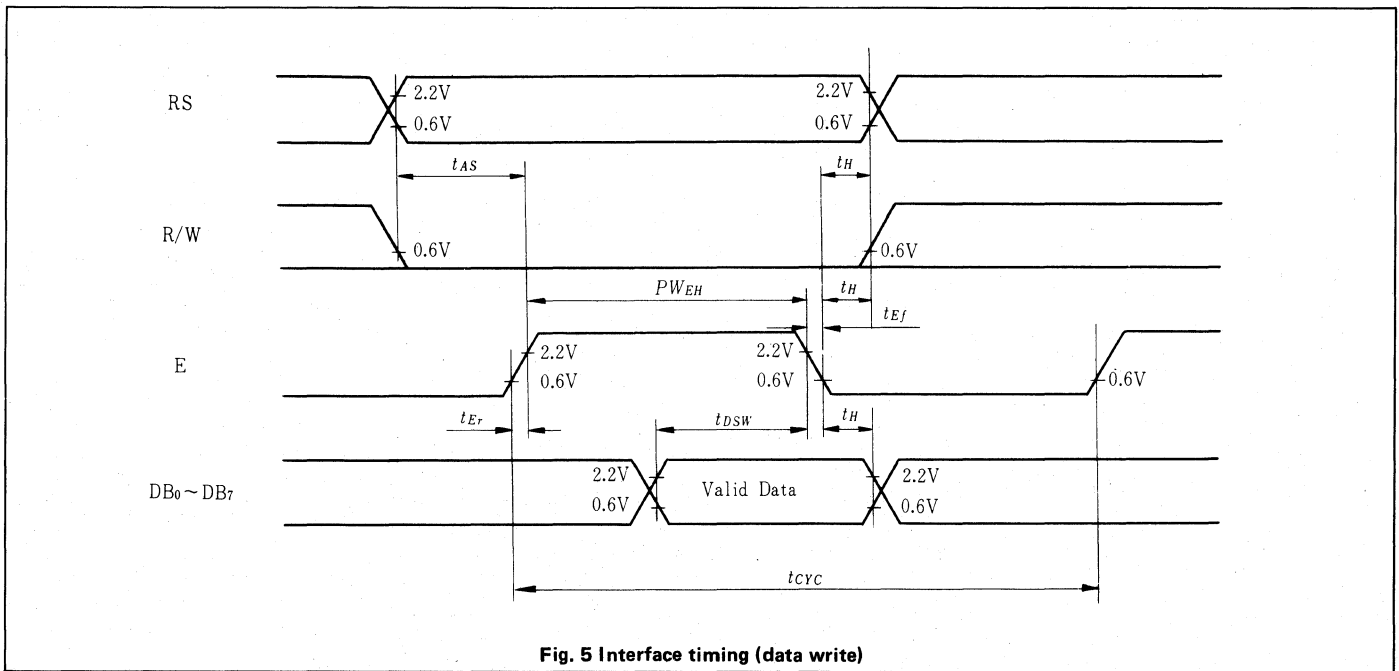 RS
2.2V
0.6V
2.2V
0.6V
tAS
tH
R/W
0.6V
0.6V
PWEH
tH
tEf
E
2.2V
0.6V
2.2V
0.6V
0.6V
tEr
tDSW
tH
DB0~DB7
2.2V
0.6V
Valid Data
2.2V
0.6V
tCYC
Fig. 5 Interface timing (data write)